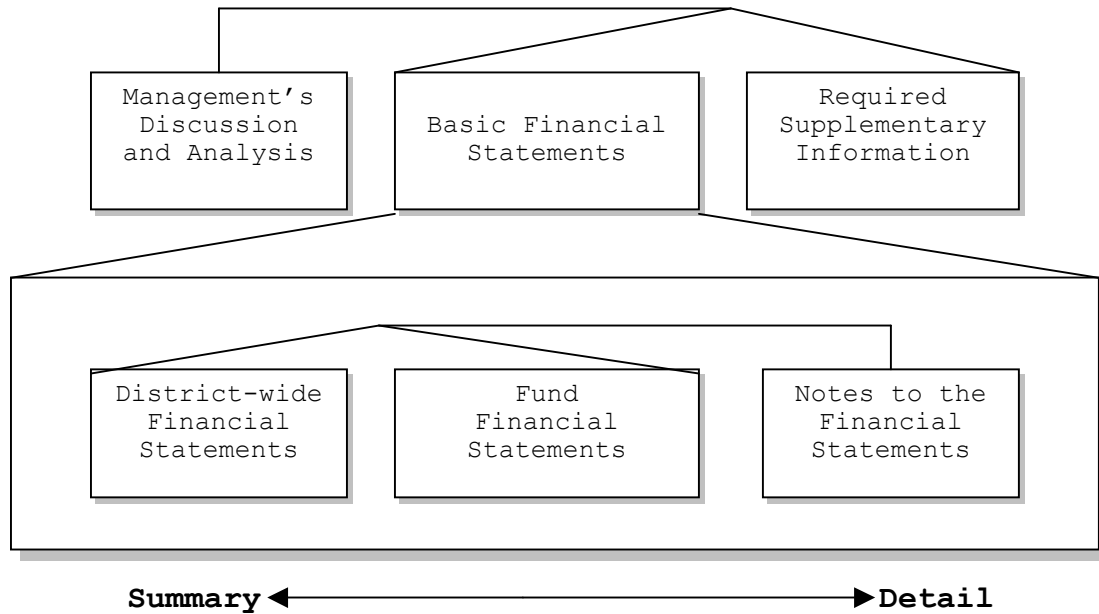 Management’s
Discussion
and Analysis
Basic Financial
Statements
Required
Supplementary
Information
District-wide
Financial
Statements
Fund
Financial
Statements
Notes to the
Financial
Statements
Summary
Detail